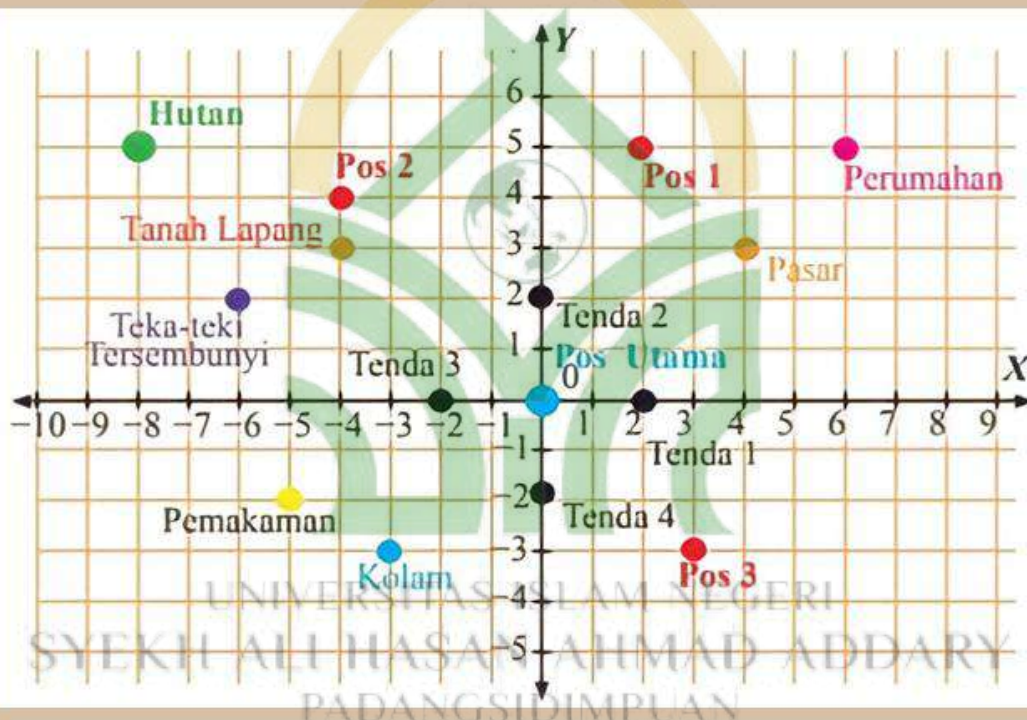 Y
6
Hutan
5
Pos 2
Pos 1
Perumahan
4
Tanah Lapang
3
Pasar
2
Tenda 2
Teka-teki
Tersembunyi
1
Pos Utama
Tenda 3
0
X
-10 -9 -8 -7 -6 -5 -4 -3 -2 -1 1 2 3 4 5 6 7 8 9
-1
Tenda 1
-2
Pemakaman
Tenda 4
-3
Kolam
Pos 3
-4
UNIVERSITAS ISLAM NEGERI
-5
SYEKH ALI HASAN AHMAD ADDARY
PADANGSIDIMPUAN